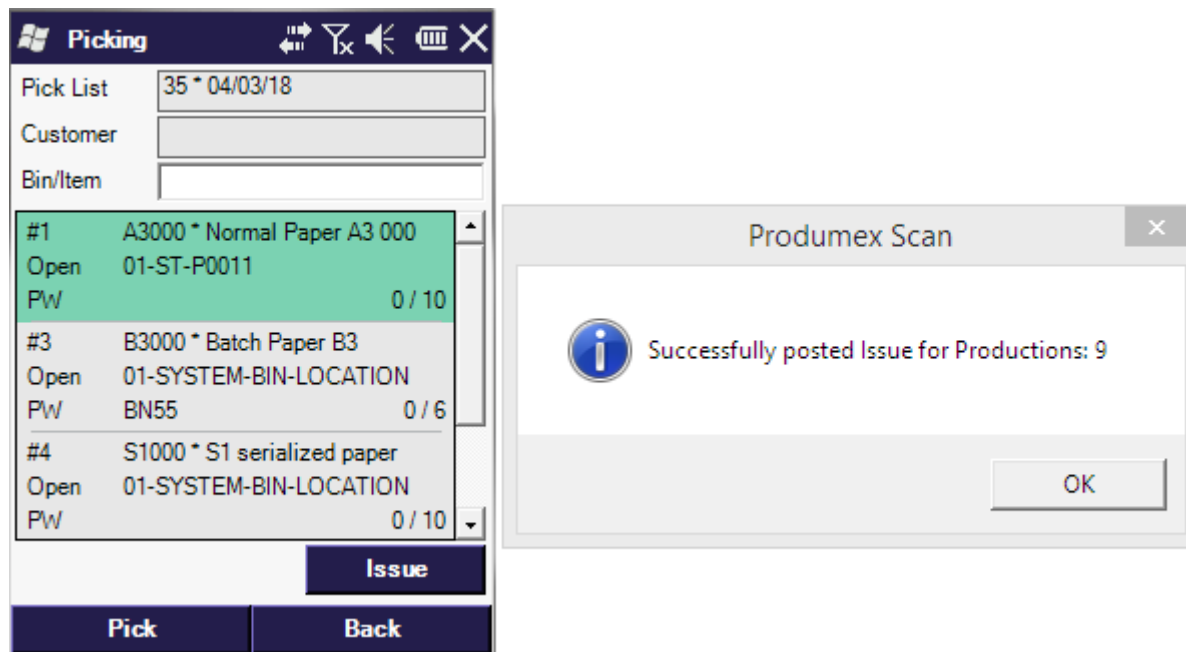 Picking
Pick List 35 * 04/03/18
Customer
Bin/Item
#1 A3000 * Normal Paper A3 000
Open 01-ST-P0011
PW 0 / 10
#3 B3000 * Batch Paper B3
Open 01-SYSTEM-BIN-LOCATION
PW BN55 0 / 6
#4 S1000 * S1 serialized paper
Open 01-SYSTEM-BIN-LOCATION
PW 0 / 10
Issue
Pick Back
Produmex Scan
Successfully posted Issue for Productions: 9
OK